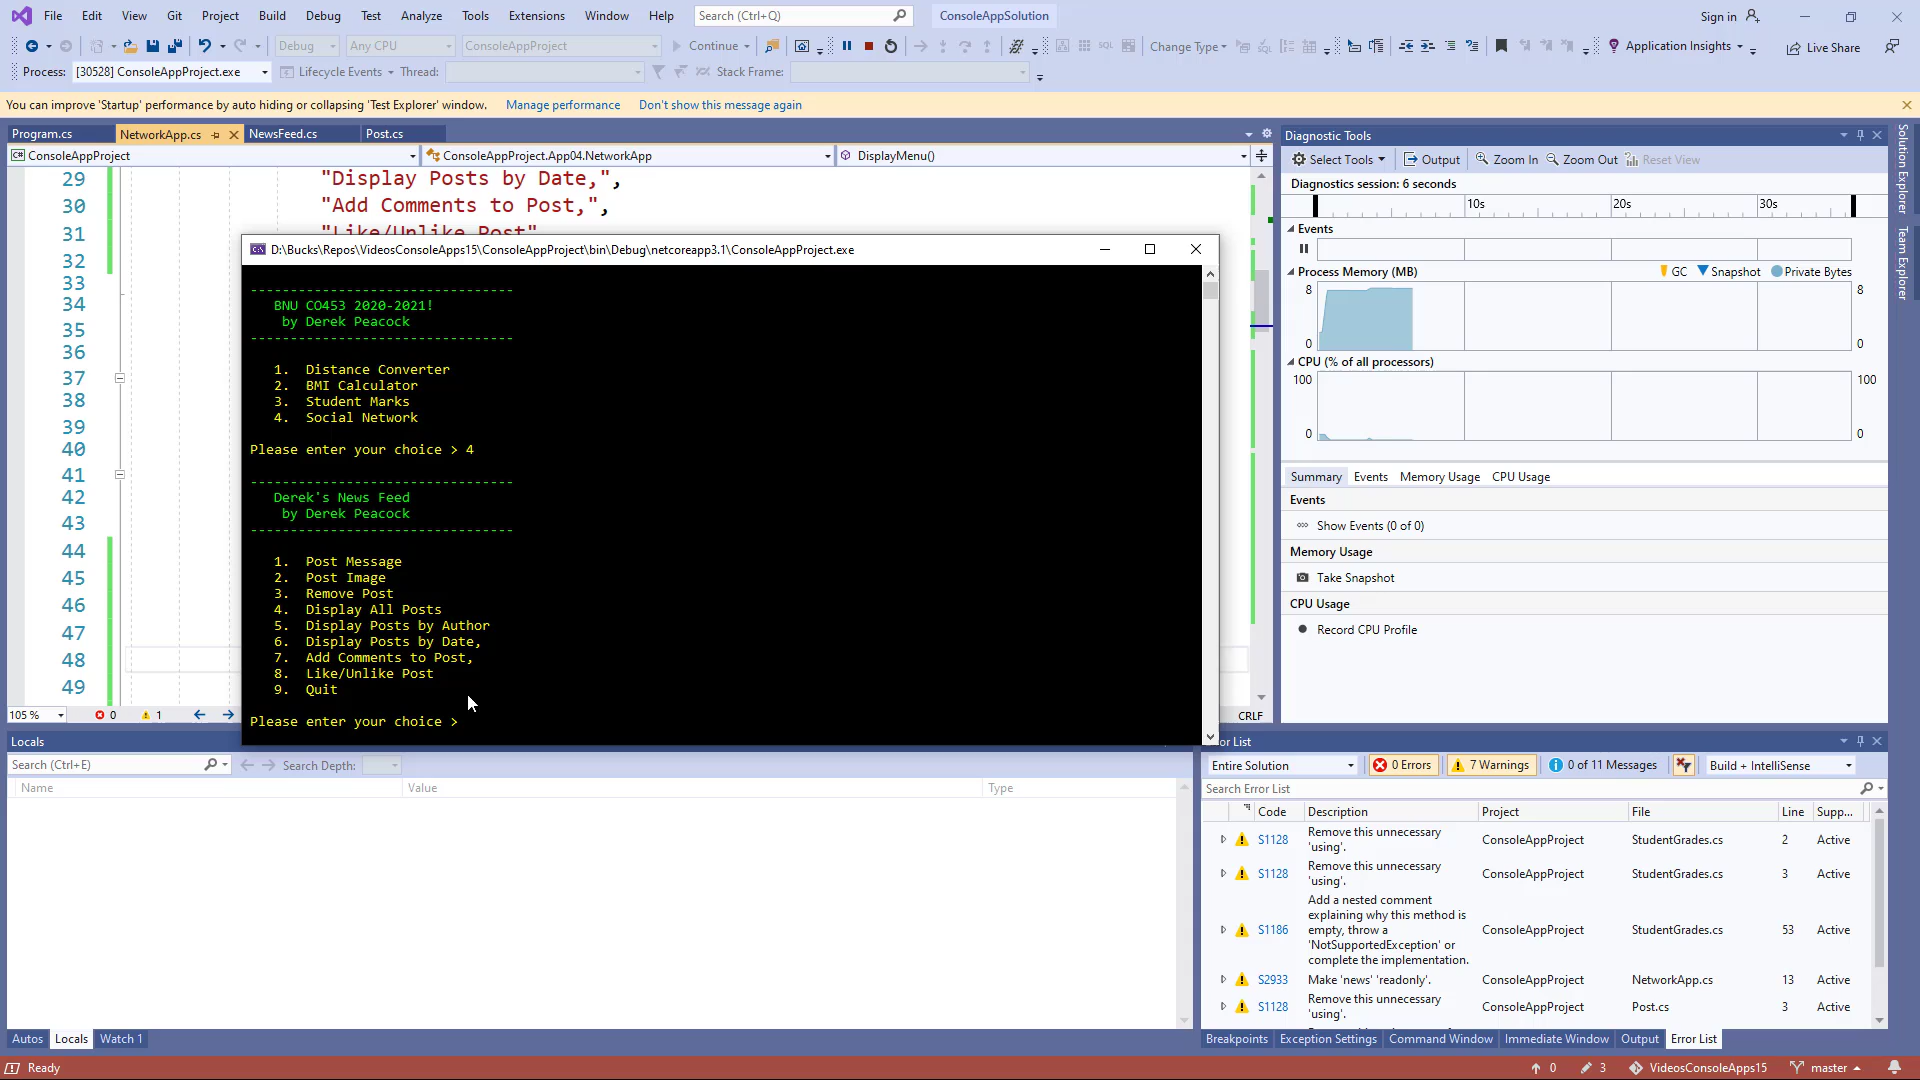 File Edit View Git Project Build Debug Test Analyze Tools Extensions Window Help Search (Ctrl+Q) ConsoleAppSolution Sign in
Debug Any CPU ConsoleAppProject Continue SQL Change Type Application Insights Live Share
Process: [30528] ConsoleAppProject.exe Lifecycle Events Thread: Stack Frame:
You can improve 'Startup' performance by auto hiding or collapsing 'Test Explorer' window. Manage performance Don't show this message again
Program.cs NetworkApp.cs NewsFeed.cs Post.cs
ConsoleAppProject ConsoleAppProject.App04.NetworkApp DisplayMenu()
29 "Display Posts by Date,",
30 "Add Comments to Post,",
31 "Like/Unlike Post"
32
33
34
35
36
37
38
39
40
41
42
43
44
45
46
47
48
49
D:\Bucks\Repos\VideosConsoleApps15\ConsoleAppProject\bin\Debug\netcoreapp3.1\ConsoleAppProject.exe
---------------------------------
BNU CO453 2020-2021!
by Derek Peacock
---------------------------------
1. Distance Converter
2. BMI Calculator
3. Student Marks
4. Social Network
Please enter your choice > 4
---------------------------------
Derek's News Feed
by Derek Peacock
---------------------------------
1. Post Message
2. Post Image
3. Remove Post
4. Display All Posts
5. Display Posts by Author
6. Display Posts by Date,
7. Add Comments to Post,
8. Like/Unlike Post
9. Quit
Please enter your choice >
105 % 0 1 CRLF
Diagnostic Tools
Select Tools Output Zoom In Zoom Out Reset View
Diagnostics session: 6 seconds
10s 20s 30s
Events
Process Memory (MB) GC Snapshot Private Bytes
8 8
0 0
CPU (% of all processors)
100 100
0 0
Summary Events Memory Usage CPU Usage
Events
Show Events (0 of 0)
Memory Usage
Take Snapshot
CPU Usage
Record CPU Profile
Locals
Search (Ctrl+E) Search Depth:
Name Value Type
Autos Locals Watch 1
ror List
Entire Solution 0 Errors 7 Warnings 0 of 11 Messages Build + IntelliSense
Search Error List
Code Description Project File Line Supp...
S1128 Remove this unnecessary 'using'. ConsoleAppProject StudentGrades.cs 2 Active
S1128 Remove this unnecessary 'using'. ConsoleAppProject StudentGrades.cs 3 Active
S1186 Add a nested comment explaining why this method is empty, throw a 'NotSupportedException' or complete the implementation. ConsoleAppProject StudentGrades.cs 53 Active
S2933 Make 'news' 'readonly'. ConsoleAppProject NetworkApp.cs 13 Active
S1128 Remove this unnecessary 'using'. ConsoleAppProject Post.cs 3 Active
Breakpoints Exception Settings Command Window Immediate Window Output Error List
Solution Explorer
Team Explorer
Ready 0 3 VideosConsoleApps15 master